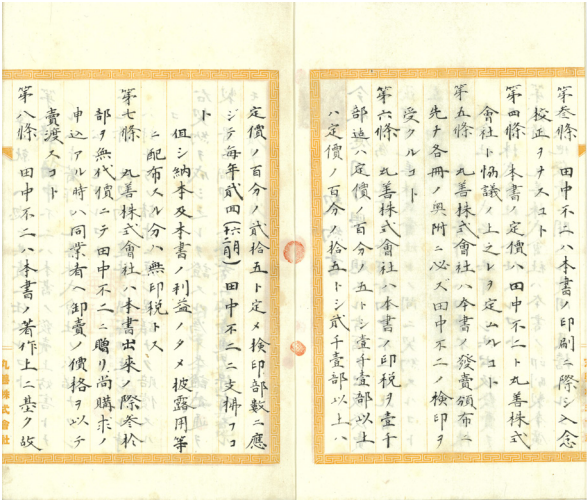 第叄條　田中不二ハ本書ノ印刷ニ際シ入念
校正ヲナスコト
第四條　本書ノ定價ハ田中不二ト丸善株式
會社ト協議ノ上之レヲ定ムルコト
第五條　丸善株式會社ハ本書ノ發賣頒布ニ
先チ各冊ノ奥附ニ必ス田中不二ノ検印ヲ
受クルコト
第六條　丸善株式會社ハ本書ノ印税ヲ壹千
部迠ハ定價ノ百分ノ五トシ壹千壹部以上
ハ定價ノ百分ノ拾五トシ貳千壹部以上ハ
定價ノ百分ノ貳拾五ト定メ検印部数ニ應
シテ毎年貳回(六、十二月)田中不二ニ支拂フコ
ト
但シ納本及本書ノ利益ノタメ披露用等
ニ配布スル分ハ無印税トス
第七條　丸善株式會社ハ本書出來ノ際叄拾
部ヲ無代價ニテ田中不二ニ贈リ尚購求ノ
申込アル時ハ同業者ヘ卸賣ノ價格ヲ以テ
賣渡スコト
第八條　田中不二ハ本書ノ著作上ニ基ク故
丸善株式會社